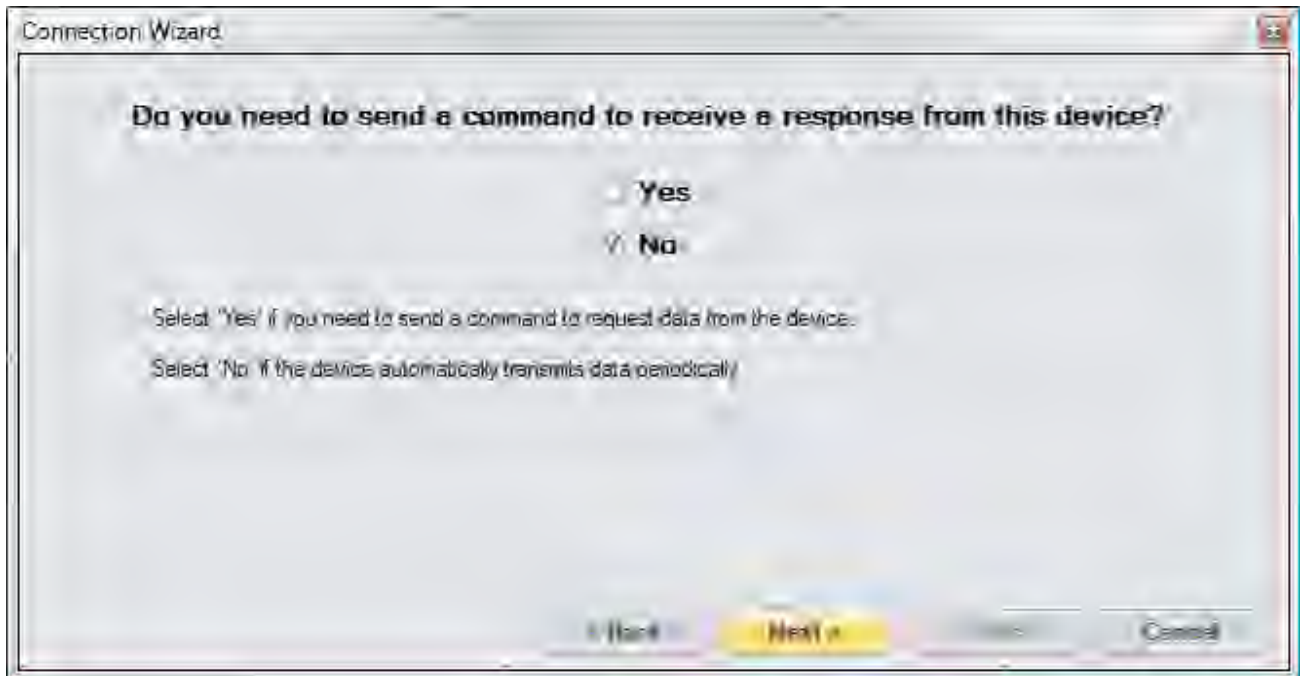 Connection Wizard
Do you need to send a command to receive a response from this device?
Yes
No
Select 'Yes' if you need to send a command to request data from the device.
Select 'No' if the device automatically transmits data periodically
< Back
Next >
Cancel